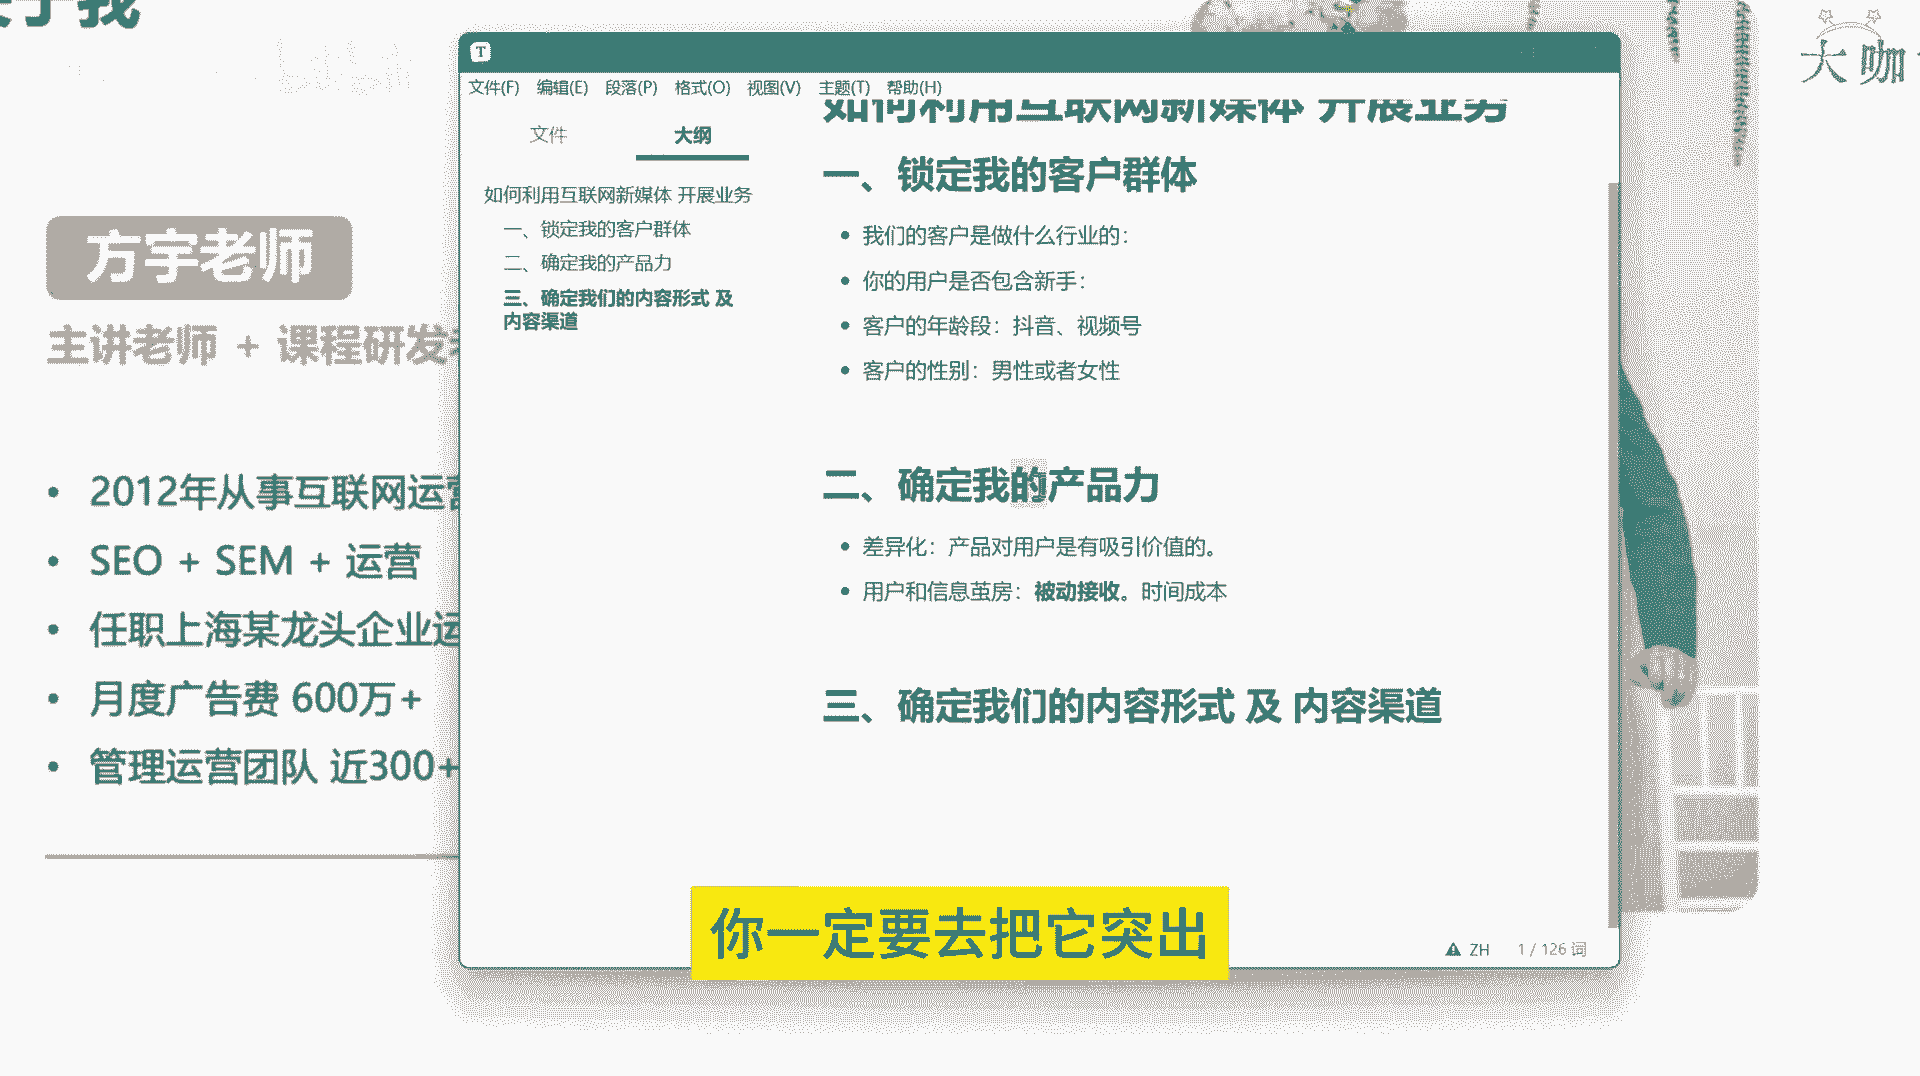 于我
大咖
方宇老师
主讲老师 + 课程研发
• 2012年从事互联网运营
• SEO + SEM + 运营
• 任职上海某龙头企业运
• 月度广告费 600万+
• 管理运营团队 近300+
T
文件(F) 编辑(E) 段落(P) 格式(O) 视图(V) 主题(T) 帮助(H)
文件 大纲
如何利用互联网新媒体 开展业务
一、锁定我的客户群体
二、确定我的产品力
三、确定我们的内容形式 及
内容渠道
如何利用互联网新媒体 开展业务
一、锁定我的客户群体
• 我们的客户是做什么行业的：
• 你的用户是否包含新手：
• 客户的年龄段：抖音、视频号
• 客户的性别：男性或者女性
二、确定我的产品力
• 差异化：产品对用户是有吸引价值的。
• 用户和信息茧房：被动接收。时间成本
三、确定我们的内容形式 及 内容渠道
ZH 1 / 126 词
你一定要去把它突出